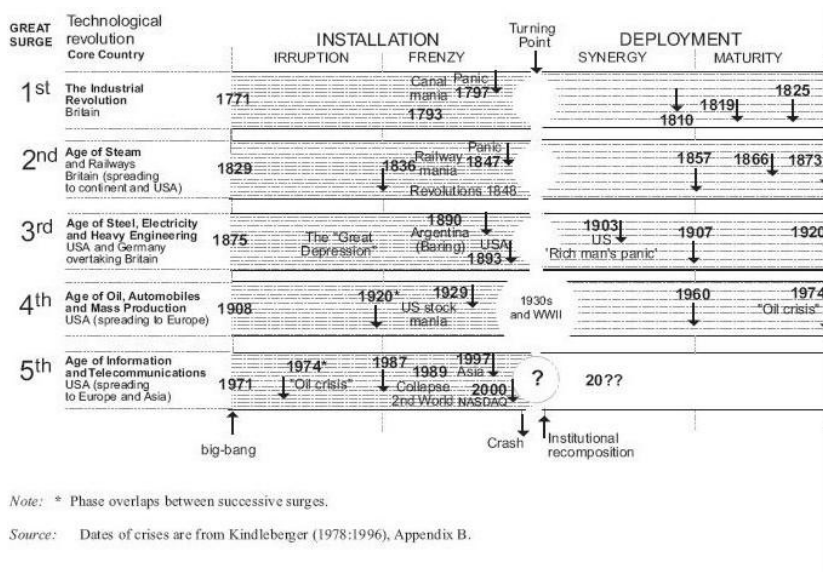 GREAT
SURGE
Technological
revolution
Core Country
INSTALLATION
IRRUPTION
FRENZY
Turning
Point
DEPLOYMENT
SYNERGY
MATURITY
1st
The Industrial
Revolution
Britain
1771
Canal
mania
1793
Panic
1797
1810
1819
1825
2nd
Age of Steam
and Railways
Britain (spreading
to continent and USA)
1829
1836
Railway
mania
Panic
1847
Revolutions 1848
1857
1866
1873
3rd
Age of Steel, Electricity
and Heavy Engineering
USA and Germany
overtaking Britain
1875
The "Great
Depression"
1890
Argentina
(Baring)
USA
1893
1903
US
'Rich man's panic'
1907
1920
4th
Age of Oil, Automobiles
and Mass Production
USA (spreading to Europe)
1908
1920*
1929
US stock
mania
1930s
and WWII
1960
1974
"Oil crisis"
5th
Age of Information
and Telecommunications
USA (spreading
to Europe and Asia)
1971
1974*
"Oil crisis"
1987
1989
Collapse
2nd World
1997
Asia
2000
NASDAQ
?
20??
big-bang
Crash
Institutional
recomposition
Note: * Phase overlaps between successive surges.
Source: Dates of crises are from Kindleberger (1978:1996), Appendix B.